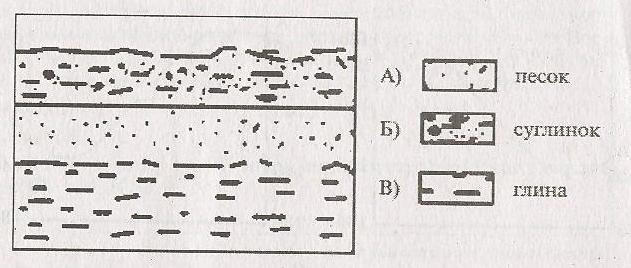 А) песок
Б) суглинок
В) глина